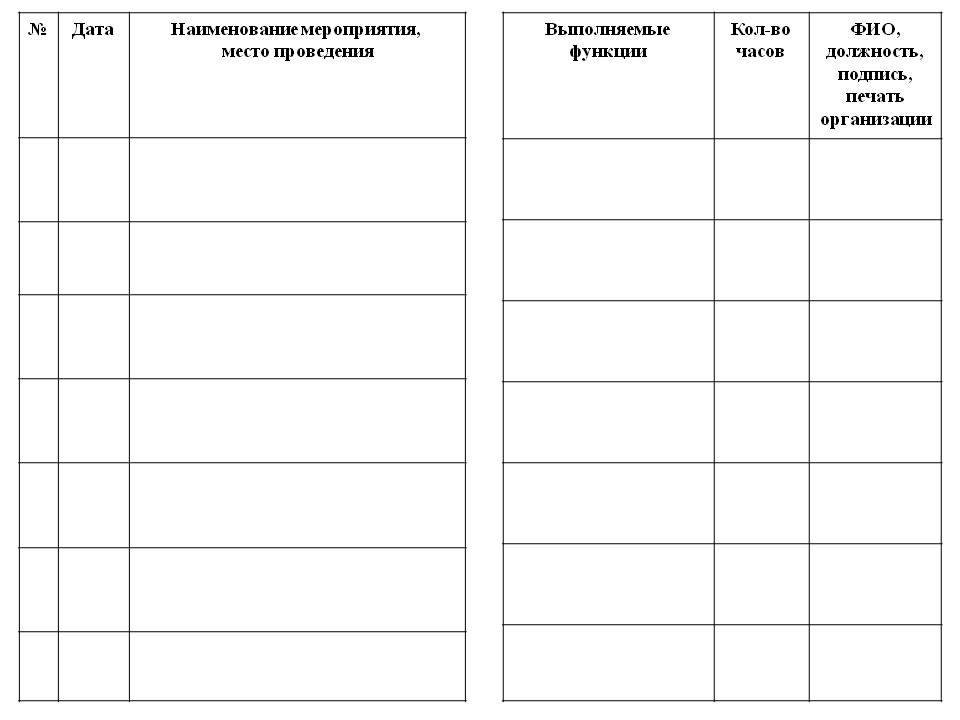 №
Дата
Наименование мероприятия,
место проведения
Выполняемые
функции
Кол-во
часов
ФИО,
должность,
подпись,
печать
организации